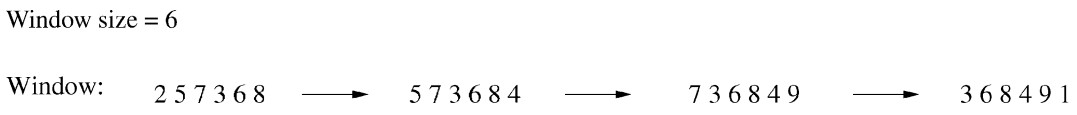 Window size = 6
Window: 2 5 7 3 6 8 → 5 7 3 6 8 4 → 7 3 6 8 4 9 → 3 6 8 4 9 1